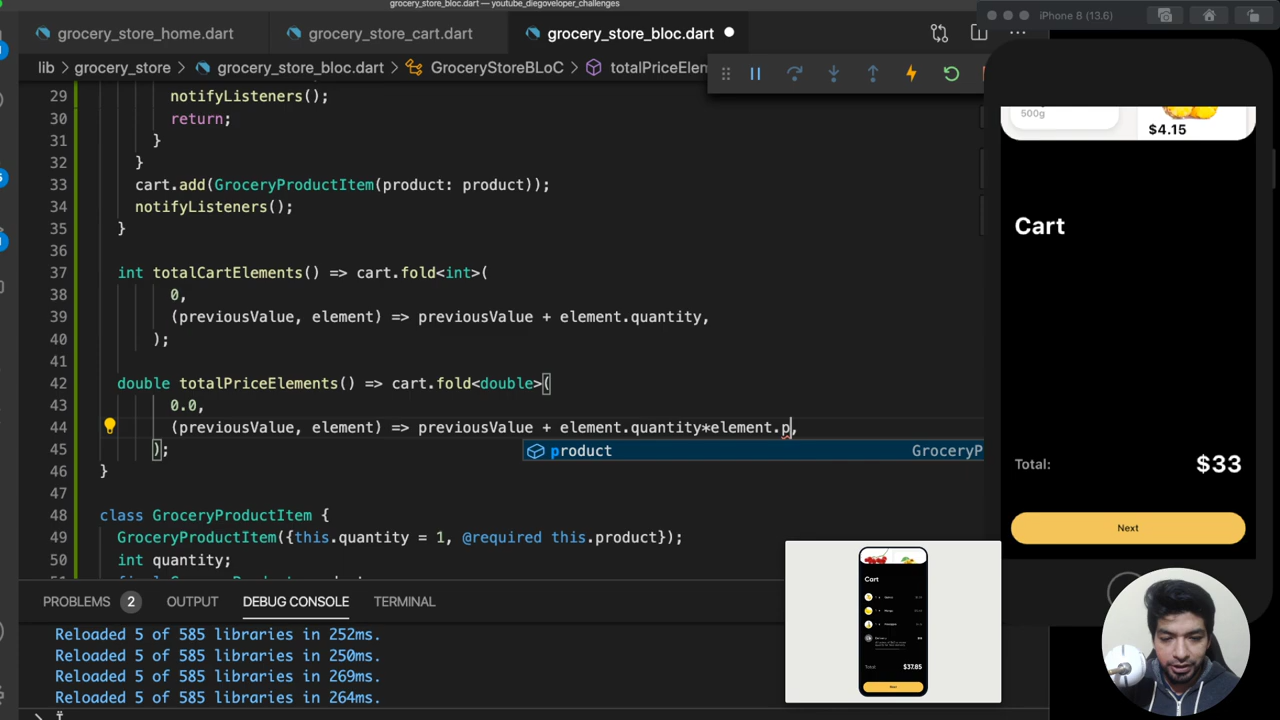 grocery_store_bloc.dart — youtube_diegoveloper_challenges
grocery_store_home.dart
grocery_store_cart.dart
grocery_store_bloc.dart
iPhone 8 (13.6)
lib > grocery_store > grocery_store_bloc.dart > GroceryStoreBLoC > totalPriceElem
29 notifyListeners();
30 return;
31 }
32 }
33 cart.add(GroceryProductItem(product: product));
34 notifyListeners();
35 }
36
37 int totalCartElements() => cart.fold<int>(
38 0,
39 (previousValue, element) => previousValue + element.quantity,
40 );
41
42 double totalPriceElements() => cart.fold<double>(
43 0.0,
44 (previousValue, element) => previousValue + element.quantity*element.p,
product GroceryP
45 );
46 }
47
48 class GroceryProductItem {
49 GroceryProductItem({this.quantity = 1, @required this.product});
50 int quantity;
PROBLEMS 2 OUTPUT DEBUG CONSOLE TERMINAL
Reloaded 5 of 585 libraries in 252ms.
Reloaded 5 of 585 libraries in 250ms.
Reloaded 5 of 585 libraries in 269ms.
Reloaded 5 of 585 libraries in 264ms.
500g
$4.15
Cart
Total: $33
Next
Cart
Total: $37.85